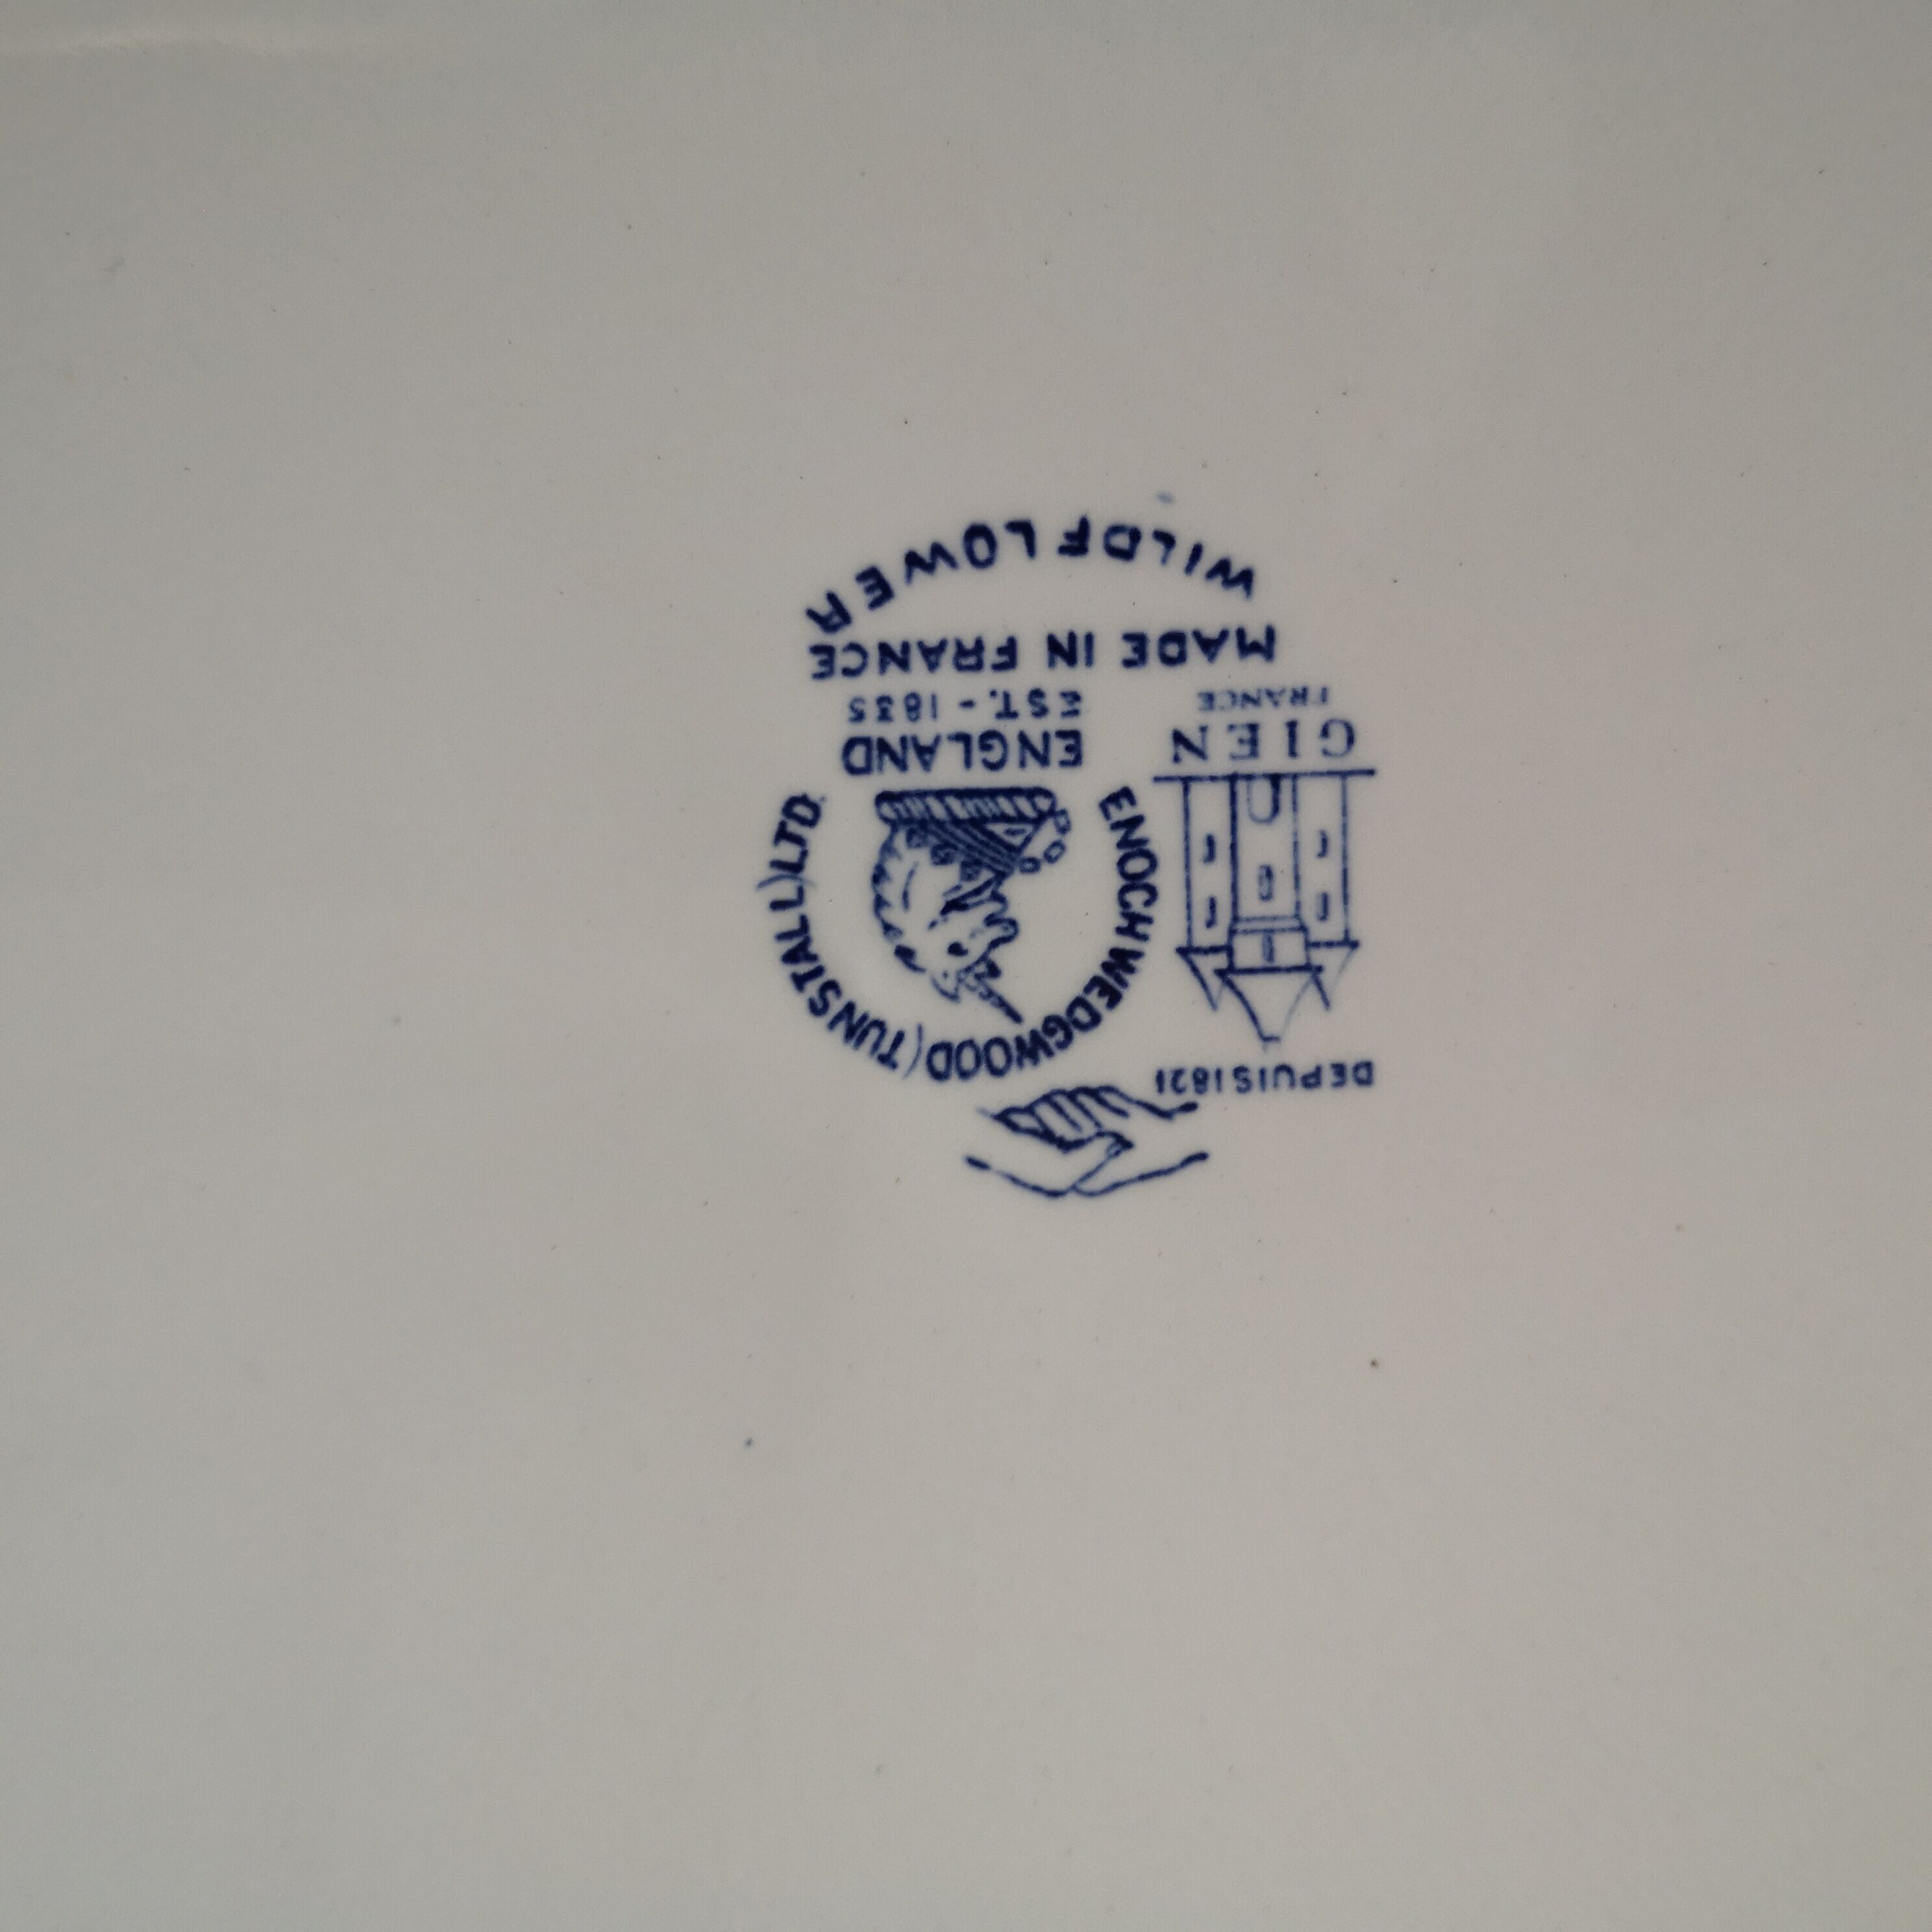 DEPUIS 1821
GIEN
FRANCE
ENOCH WEDGWOOD (TUNSTALL) LTD.
ENGLAND
EST. - 1835
MADE IN FRANCE
WILDFLOWER